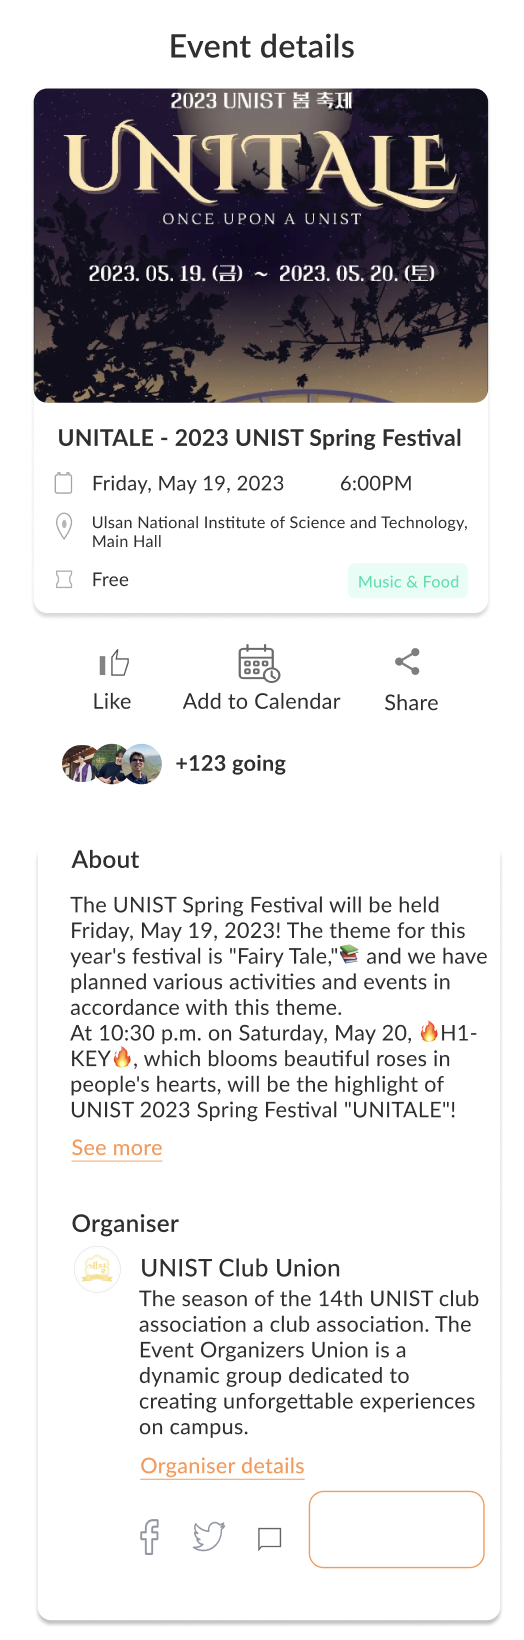 Event details
2023 UNIST 봄 축제
UNITALE
ONCE UPON A UNIST
2023. 05. 19. (금) ~ 2023. 05. 20. (토)
UNITALE - 2023 UNIST Spring Festival
Friday, May 19, 2023 6:00PM
Ulsan National Institute of Science and Technology,
Main Hall
Free Music & Food
Like Add to Calendar Share
+123 going
About
The UNIST Spring Festival will be held
Friday, May 19, 2023! The theme for this
year's festival is "Fairy Tale,"📚 and we have
planned various activities and events in
accordance with this theme.
At 10:30 p.m. on Saturday, May 20, 🔥H1-
KEY🔥, which blooms beautiful roses in
people's hearts, will be the highlight of
UNIST 2023 Spring Festival "UNITALE"!
See more
Organiser
UNIST Club Union
The season of the 14th UNIST club
association a club association. The
Event Organizers Union is a
dynamic group dedicated to
creating unforgettable experiences
on campus.
Organiser details